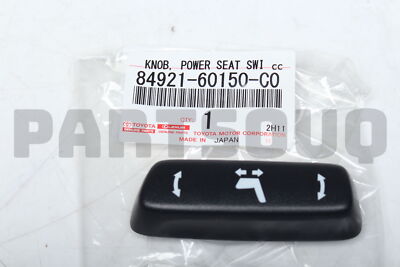 KNOB, POWER SEAT SWI cc
84921-60150-C0
QTY. 1 2H11
TOYOTA LEXUS TOYOTA MOTOR CORPORATION
MADE IN JAPAN
PARTSOUQ